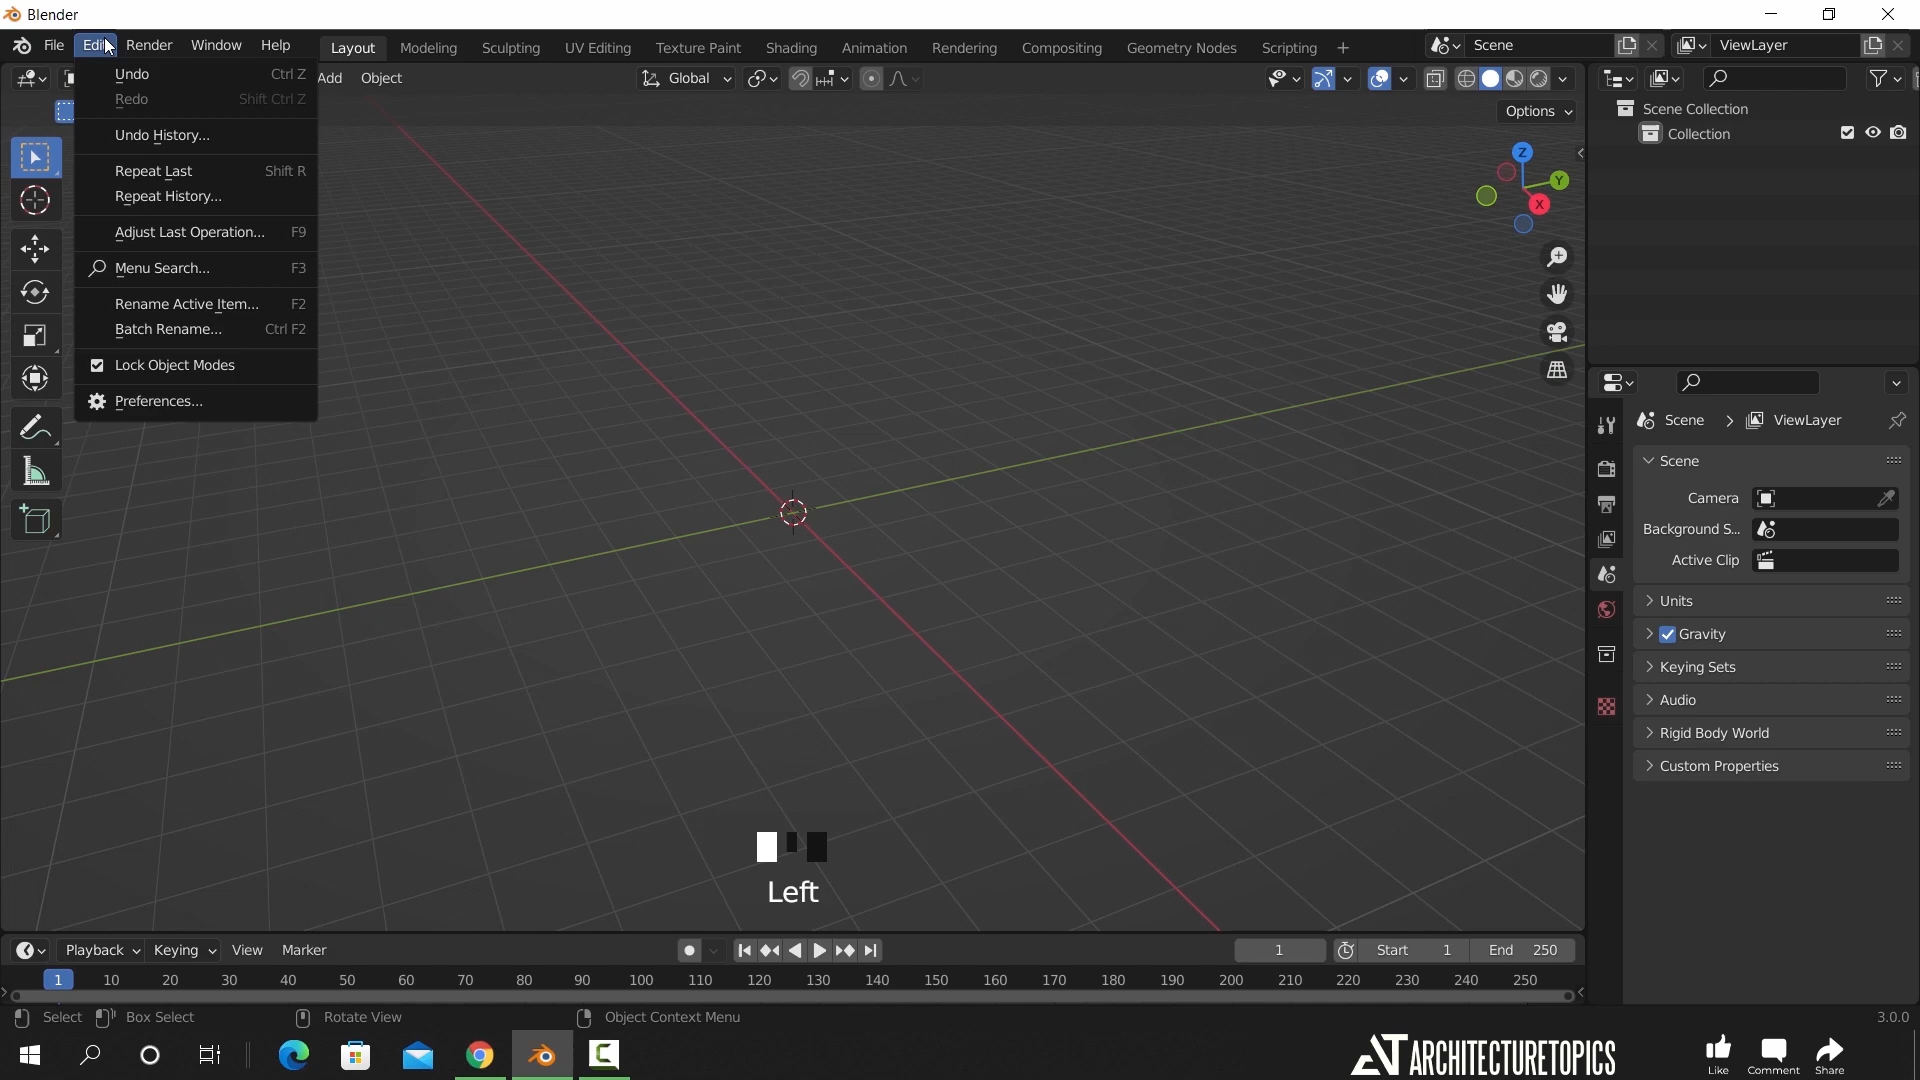 Blender
File Edit Render Window Help Layout Modeling Sculpting UV Editing Texture Paint Shading Animation Rendering Compositing Geometry Nodes Scripting Scene ViewLayer
Add Object Global
Options
Undo Ctrl Z
Redo Shift Ctrl Z
Undo History...
Repeat Last Shift R
Repeat History...
Adjust Last Operation... F9
Menu Search... F3
Rename Active Item... F2
Batch Rename... Ctrl F2
Lock Object Modes
Preferences...
Z
Y
X
Scene Collection
Collection
Scene ViewLayer
Scene
Camera
Background S...
Active Clip
Units
Gravity
Keying Sets
Audio
Rigid Body World
Custom Properties
Left
Playback Keying View Marker 1 Start 1 End 250
1 10 20 30 40 50 60 70 80 90 100 110 120 130 140 150 160 170 180 190 200 210 220 230 240 250
Select Box Select Rotate View Object Context Menu 3.0.0
ARCHITECTURETOPICS
Like Comment Share